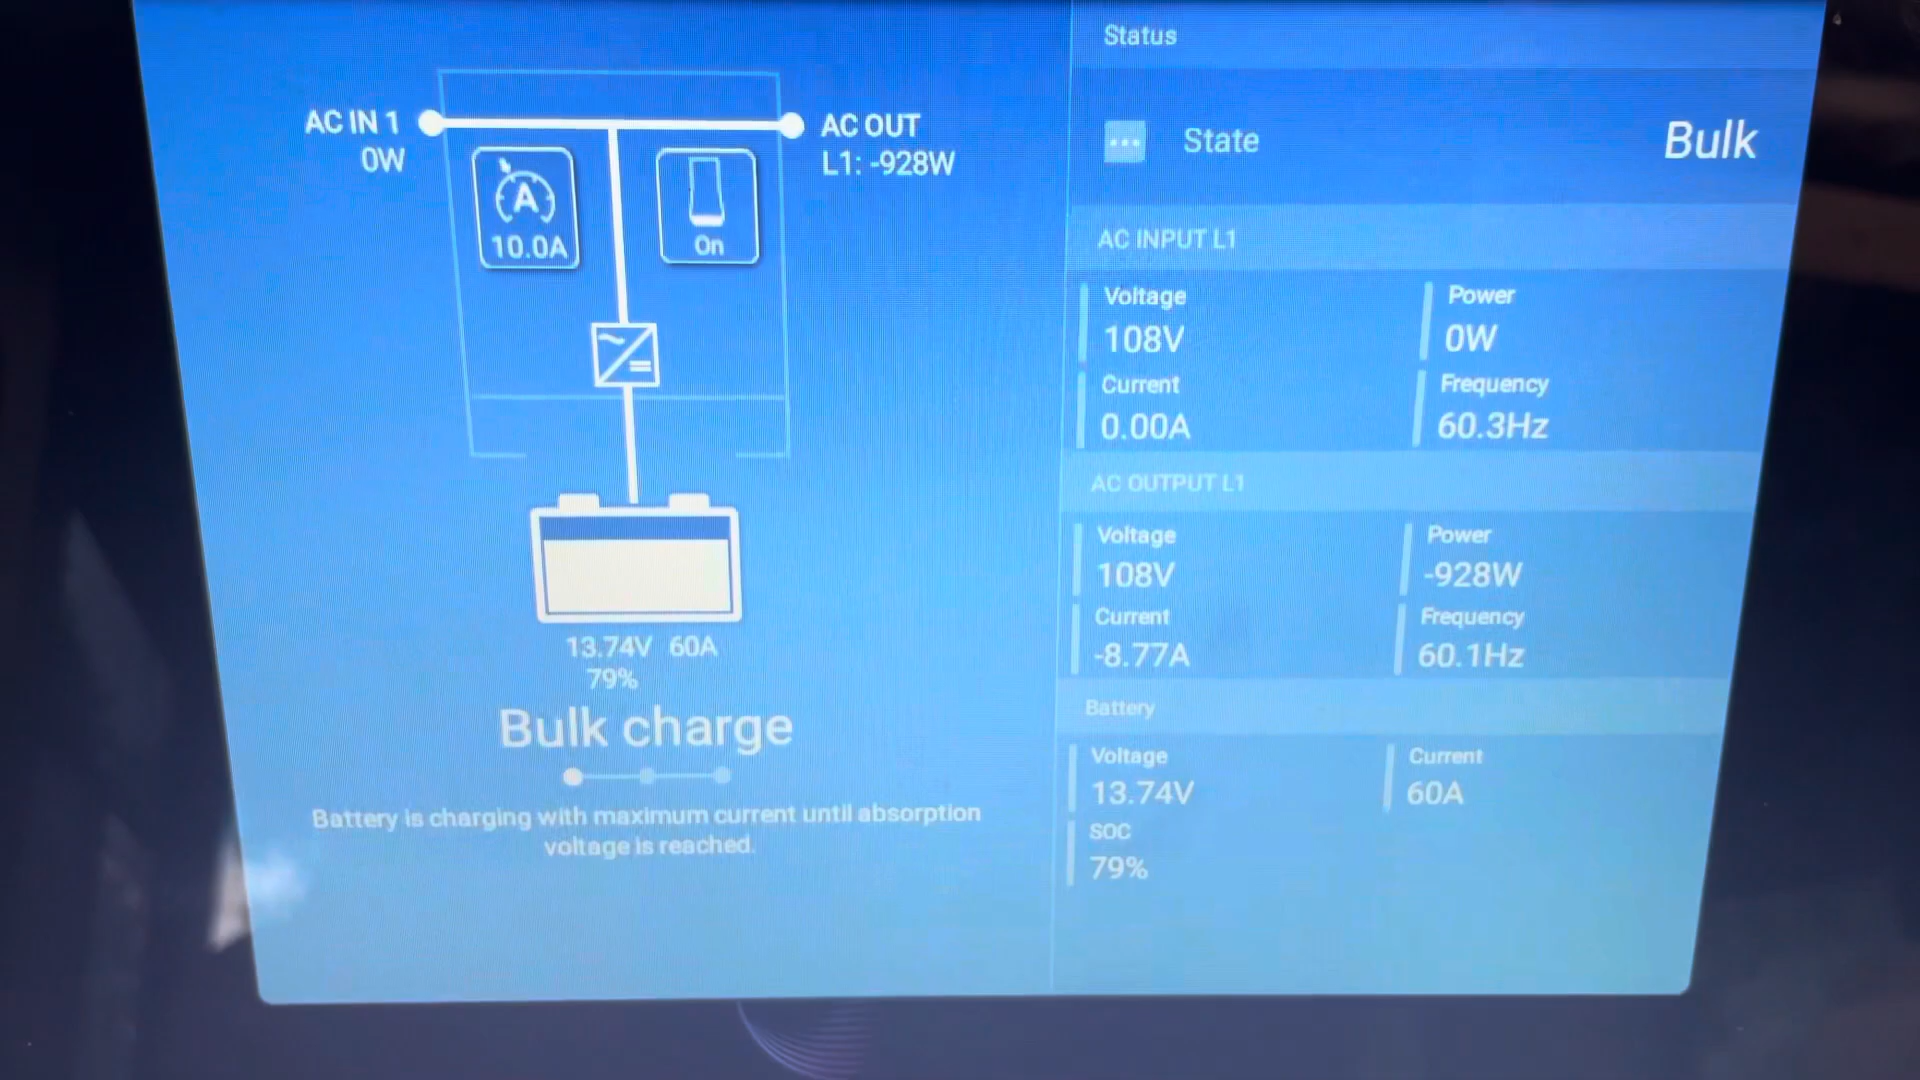 AC IN 1
0W
AC OUT
L1: -928W
A
10.0A
On
13.74V 60A
79%
Bulk charge
Battery is charging with maximum current until absorption
voltage is reached.
Status
State
Bulk
AC INPUT L1
Voltage
108V
Power
0W
Current
0.00A
Frequency
60.3Hz
AC OUTPUT L1
Voltage
108V
Power
-928W
Current
-8.77A
Frequency
60.1Hz
Battery
Voltage
13.74V
Current
60A
SOC
79%